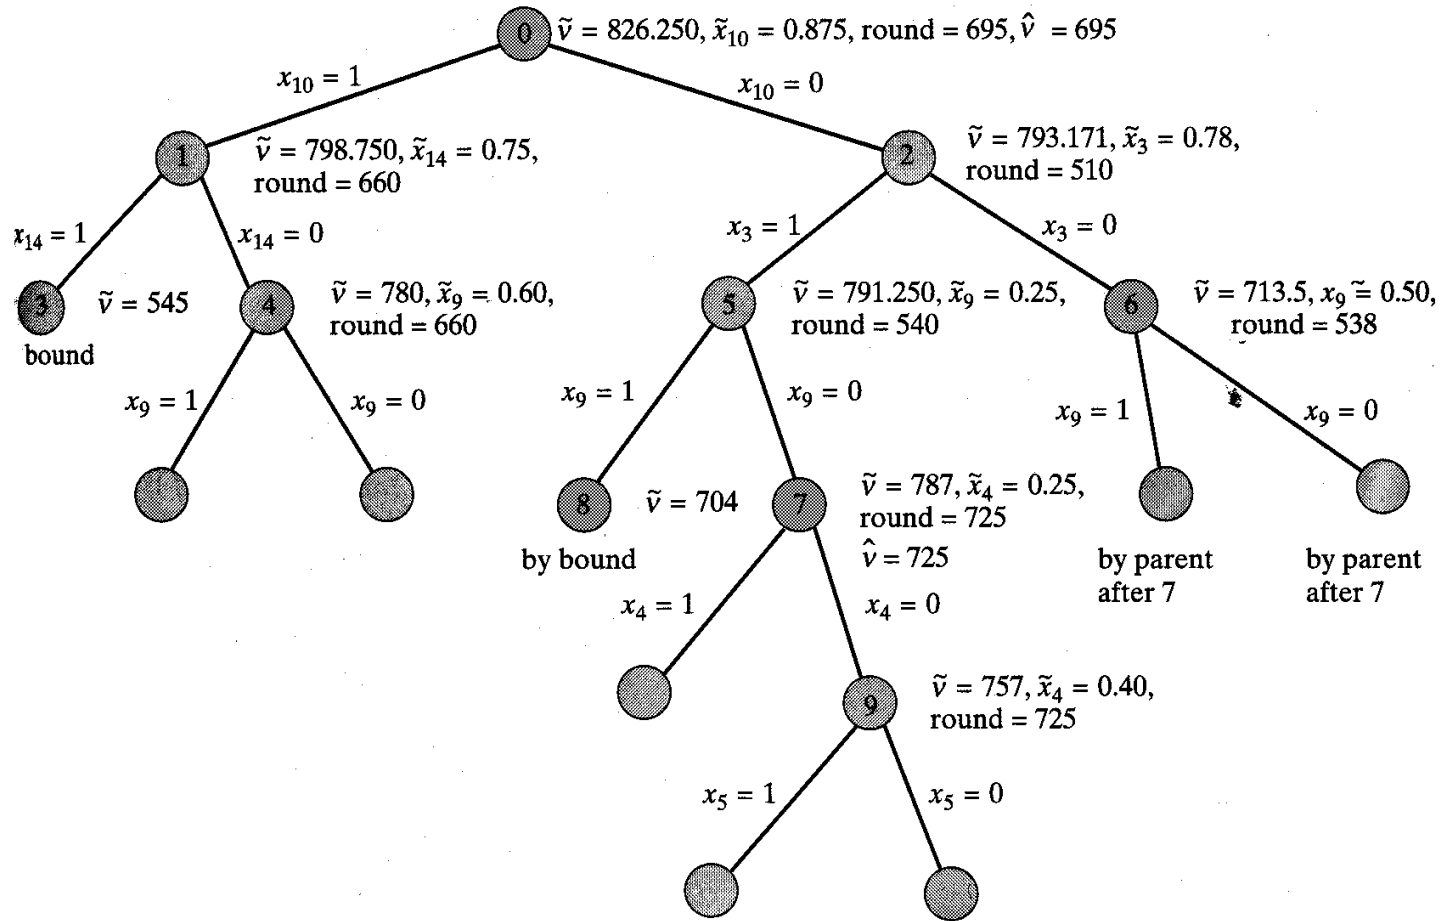 0 ṽ = 826.250, x̃₁₀ = 0.875, round = 695, v̂ = 695
x₁₀ = 1
x₁₀ = 0
1 ṽ = 798.750, x̃₁₄ = 0.75,
round = 660
2 ṽ = 793.171, x̃₃ = 0.78,
round = 510
x₁₄ = 1
x₁₄ = 0
x₃ = 1
x₃ = 0
3 ṽ = 545
bound
4 ṽ = 780, x̃₉ = 0.60,
round = 660
5 ṽ = 791.250, x̃₉ = 0.25,
round = 540
6 ṽ = 713.5, x₉ ≃ 0.50,
round = 538
x₉ = 1
x₉ = 0
x₉ = 1
x₉ = 0
x₉ = 1
x₉ = 0
8 ṽ = 704
by bound
7 ṽ = 787, x̃₄ = 0.25,
round = 725
v̂ = 725
by parent
after 7
by parent
after 7
x₄ = 1
x₄ = 0
9 ṽ = 757, x̃₄ = 0.40,
round = 725
x₅ = 1
x₅ = 0